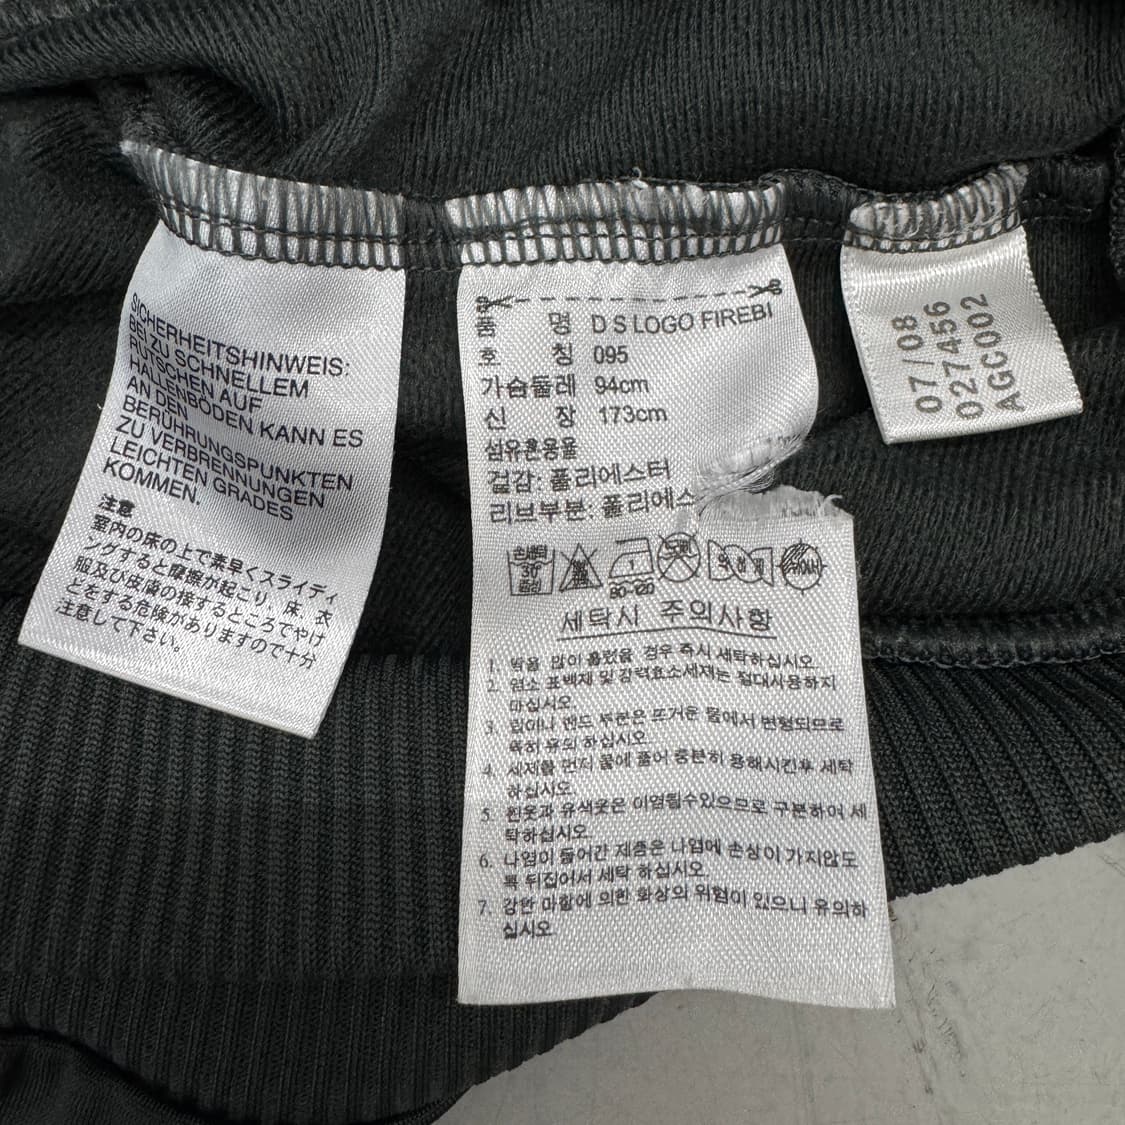 SICHERHEITSHINWEIS:
BEI ZU SCHNELLEM
RUTSCHEN AUF
HALLENBÖDEN KANN ES
AN DEN
BERÜHRUNGSPUNKTEN
ZU VERBRENNUNGEN
LEICHTEN GRADES
KOMMEN.
注意
室内の床の上で素早くスライディ
ングすると摩擦が起こり、床、衣
服及び皮膚の接するところでやけ
どをする危険がありますので十分
注意して下さい。
품 명 D S LOGO FIREBI
호 칭 095
가슴둘레 94cm
신 장 173cm
섬유혼용율
겉감: 폴리에스터
리브부분: 폴리에스
30
80~120
세탁시 주의사항
1. 땀을 많이 흘렸을 경우 즉시 세탁하십시오.
2. 염소 표백제 및 강력효소세제는 절대사용하지
마십시오.
3. 밴드 부분은 뜨거운 물에서 변형되므로
특히 유의 하십시오
4. 세제를 먼저 물에 풀어 충분히 용해시킨후 세탁
하십시오.
5. 흰옷과 유색옷은 이염될수있으므로 구분하여 세
탁하십시오.
6. 나염이 들어간 제품은 나염에 손상이 가지않도
록 뒤집어서 세탁 하십시오.
7. 강한 마찰에 의한 화상의 위험이 있으니 유의하
십시오.
07/08
027456
AGC002